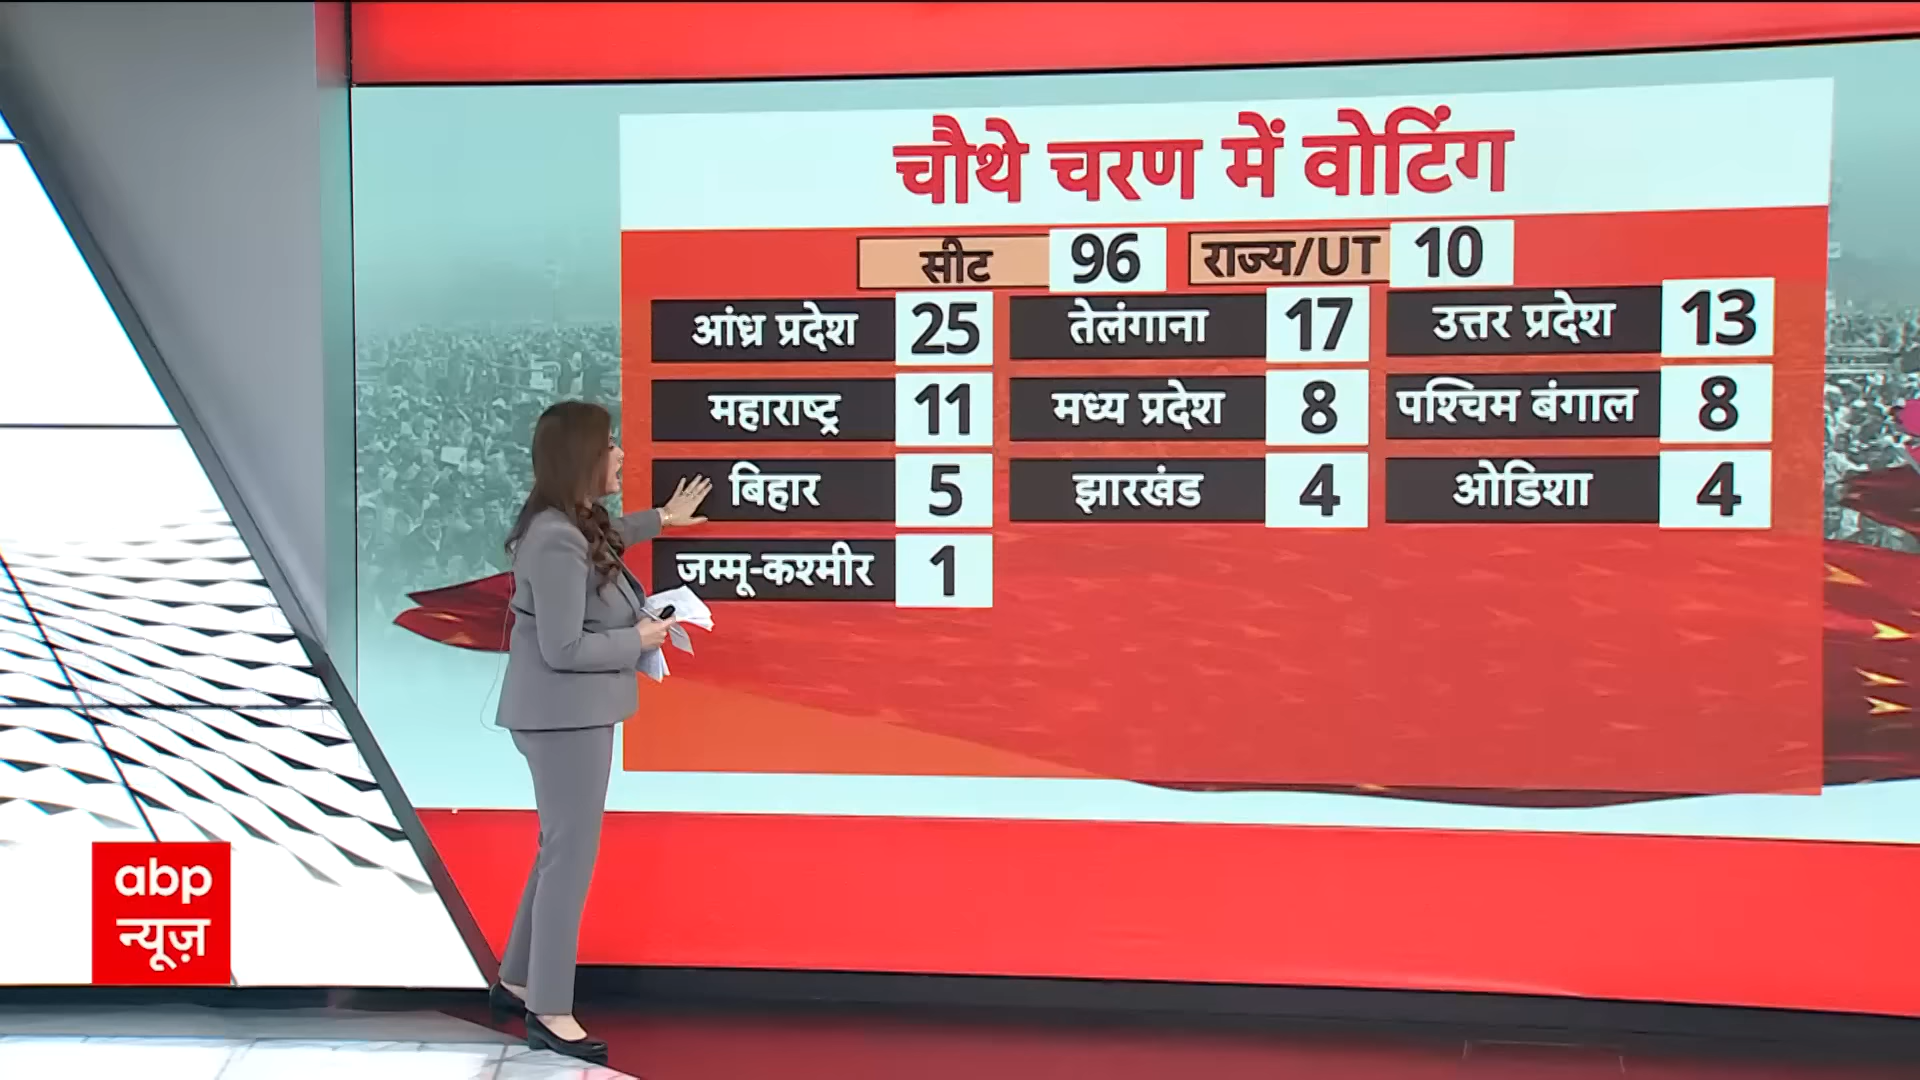 चौथे चरण में वोटिंग
सीट 96 राज्य/UT 10
आंध्र प्रदेश 25 तेलंगाना 17 उत्तर प्रदेश 13
महाराष्ट्र 11 मध्य प्रदेश 8 पश्चिम बंगाल 8
बिहार 5 झारखंड 4 ओडिशा 4
जम्मू-कश्मीर 1
abp
न्यूज़